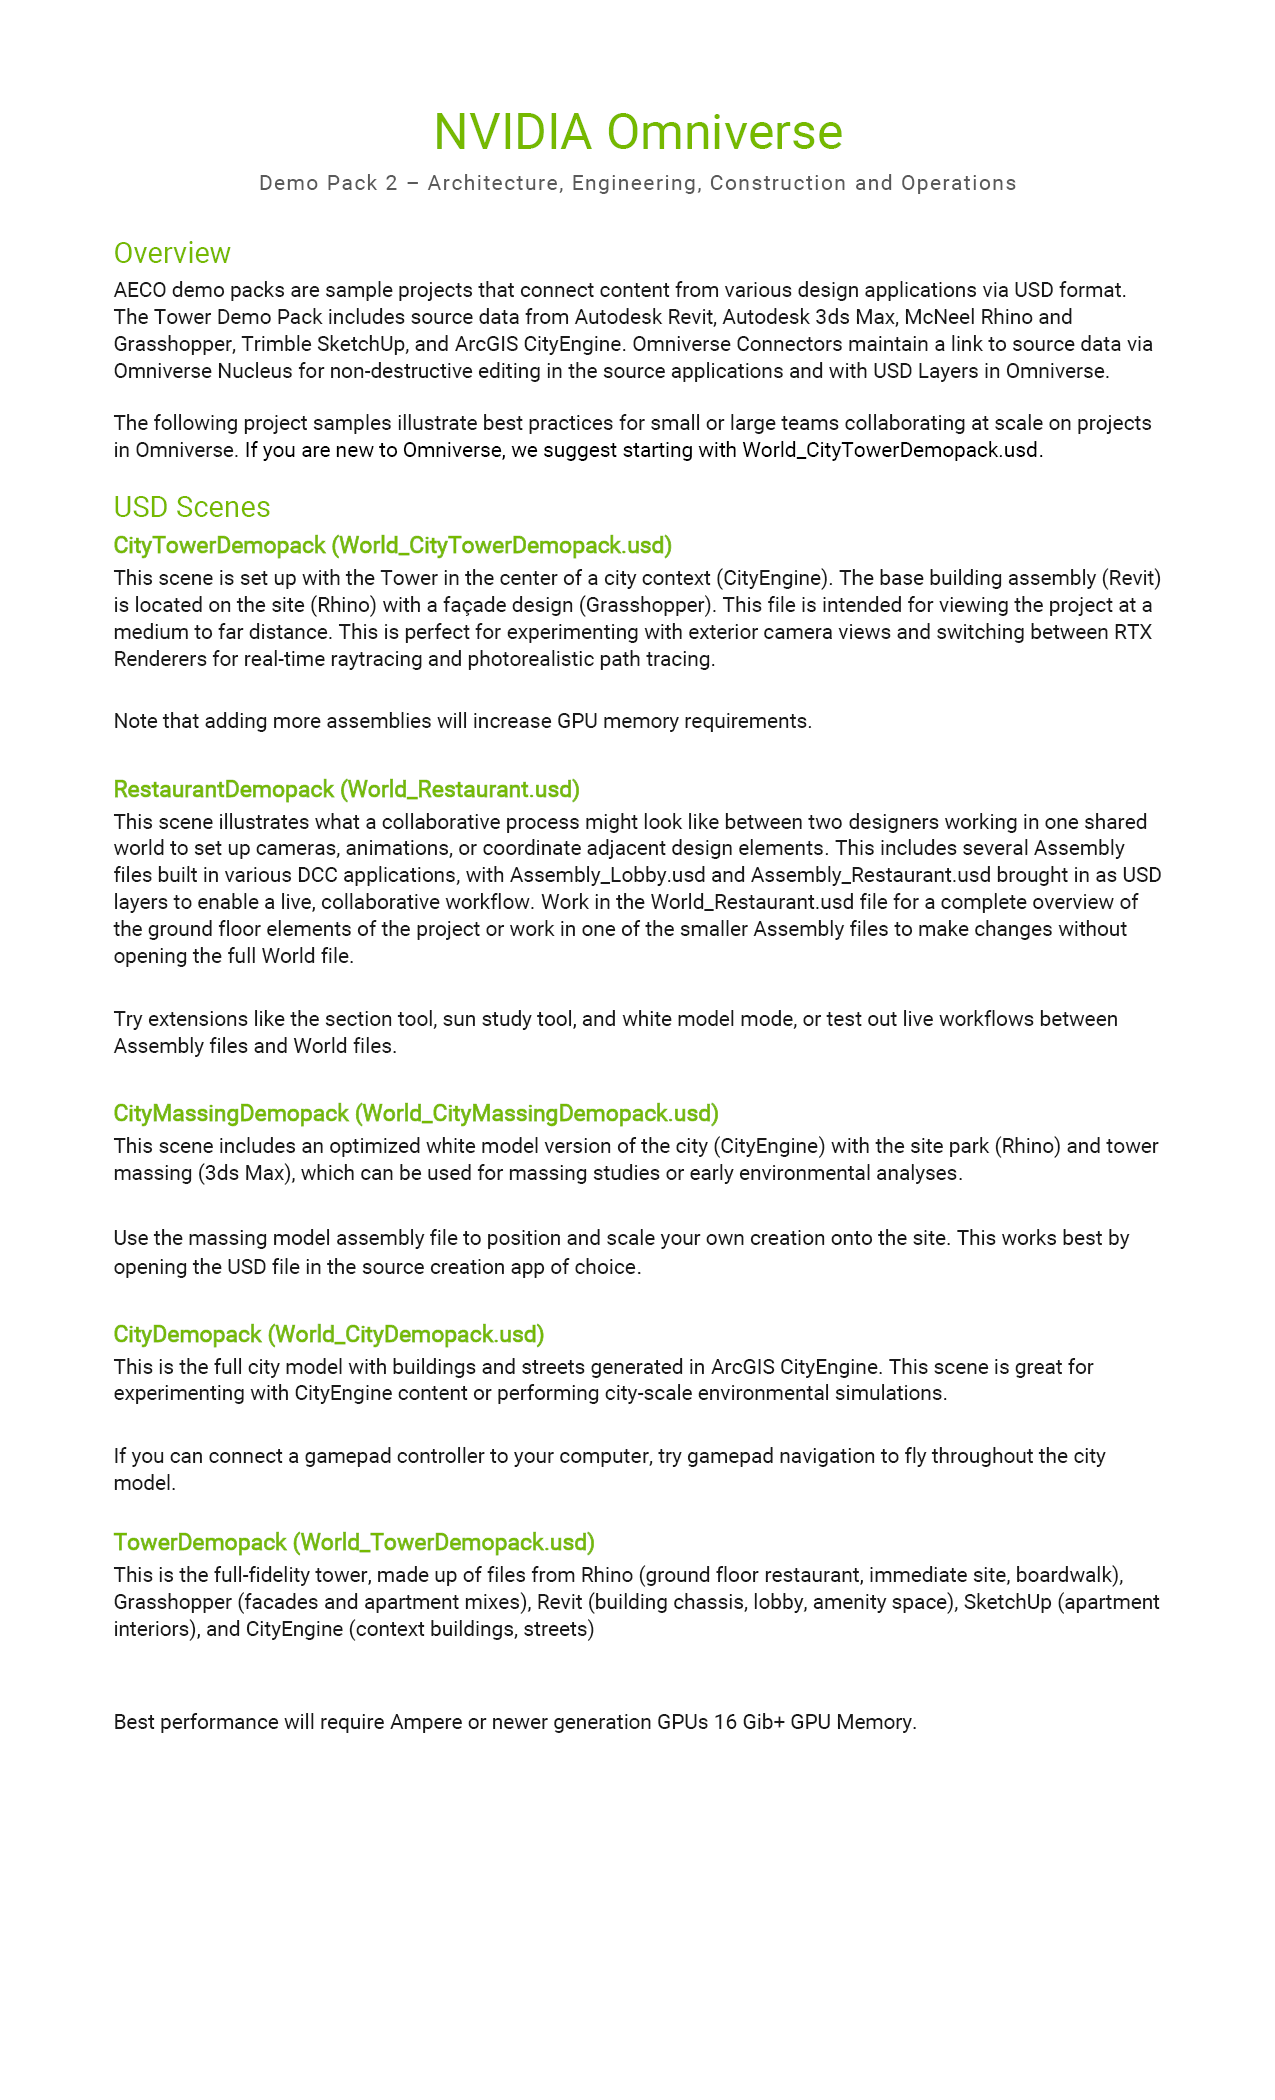 NVIDIA Omniverse
Demo Pack 2 – Architecture, Engineering, Construction and Operations
Overview
AECO demo packs are sample projects that connect content from various design applications via USD format.
The Tower Demo Pack includes source data from Autodesk Revit, Autodesk 3ds Max, McNeel Rhino and
Grasshopper, Trimble SketchUp, and ArcGIS CityEngine. Omniverse Connectors maintain a link to source data via
Omniverse Nucleus for non-destructive editing in the source applications and with USD Layers in Omniverse.
The following project samples illustrate best practices for small or large teams collaborating at scale on projects
in Omniverse. If you are new to Omniverse, we suggest starting with World_CityTowerDemopack.usd.
USD Scenes
CityTowerDemopack (World_CityTowerDemopack.usd)
This scene is set up with the Tower in the center of a city context (CityEngine). The base building assembly (Revit)
is located on the site (Rhino) with a façade design (Grasshopper). This file is intended for viewing the project at a
medium to far distance. This is perfect for experimenting with exterior camera views and switching between RTX
Renderers for real-time raytracing and photorealistic path tracing.
Note that adding more assemblies will increase GPU memory requirements.
RestaurantDemopack (World_Restaurant.usd)
This scene illustrates what a collaborative process might look like between two designers working in one shared
world to set up cameras, animations, or coordinate adjacent design elements. This includes several Assembly
files built in various DCC applications, with Assembly_Lobby.usd and Assembly_Restaurant.usd brought in as USD
layers to enable a live, collaborative workflow. Work in the World_Restaurant.usd file for a complete overview of
the ground floor elements of the project or work in one of the smaller Assembly files to make changes without
opening the full World file.
Try extensions like the section tool, sun study tool, and white model mode, or test out live workflows between
Assembly files and World files.
CityMassingDemopack (World_CityMassingDemopack.usd)
This scene includes an optimized white model version of the city (CityEngine) with the site park (Rhino) and tower
massing (3ds Max), which can be used for massing studies or early environmental analyses.
Use the massing model assembly file to position and scale your own creation onto the site. This works best by
opening the USD file in the source creation app of choice.
CityDemopack (World_CityDemopack.usd)
This is the full city model with buildings and streets generated in ArcGIS CityEngine. This scene is great for
experimenting with CityEngine content or performing city-scale environmental simulations.
If you can connect a gamepad controller to your computer, try gamepad navigation to fly throughout the city
model.
TowerDemopack (World_TowerDemopack.usd)
This is the full-fidelity tower, made up of files from Rhino (ground floor restaurant, immediate site, boardwalk),
Grasshopper (facades and apartment mixes), Revit (building chassis, lobby, amenity space), SketchUp (apartment
interiors), and CityEngine (context buildings, streets)
Best performance will require Ampere or newer generation GPUs 16 Gib+ GPU Memory.